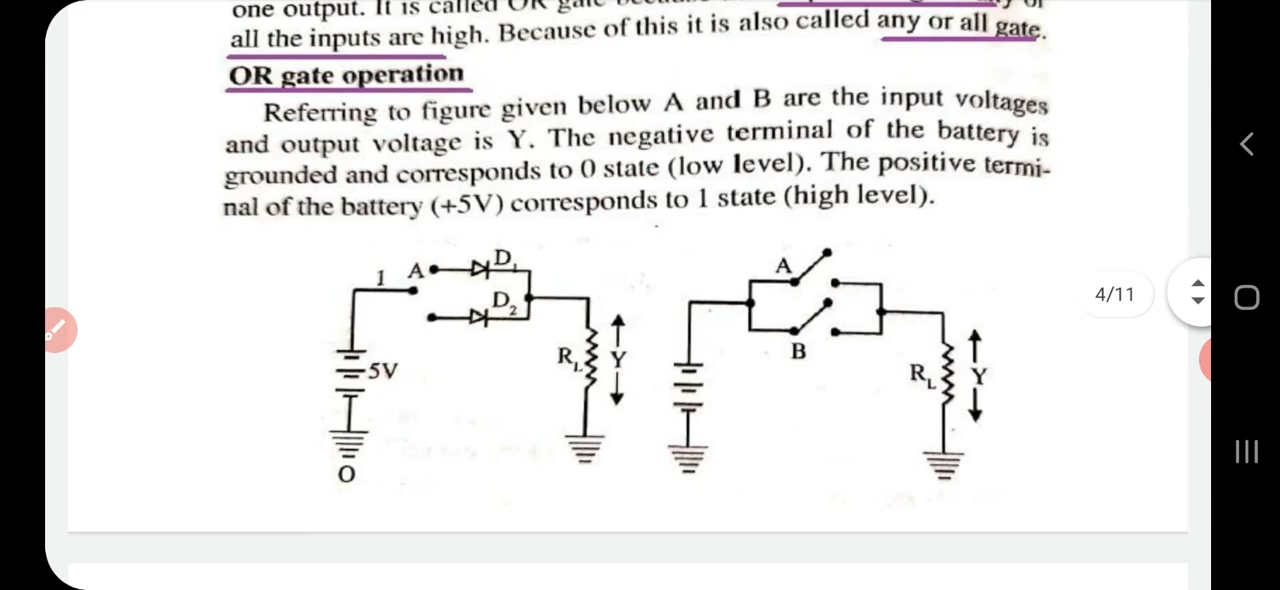 one output. It is called OR gate
all the inputs are high. Because of this it is also called any or all gate.
OR gate operation
Referring to figure given below A and B are the input voltages
and output voltage is Y. The negative terminal of the battery is
grounded and corresponds to 0 state (low level). The positive termi-
nal of the battery (+5V) corresponds to 1 state (high level).
1 A D1
D2
5V
RL Y
O
A
B
RL Y
4/11